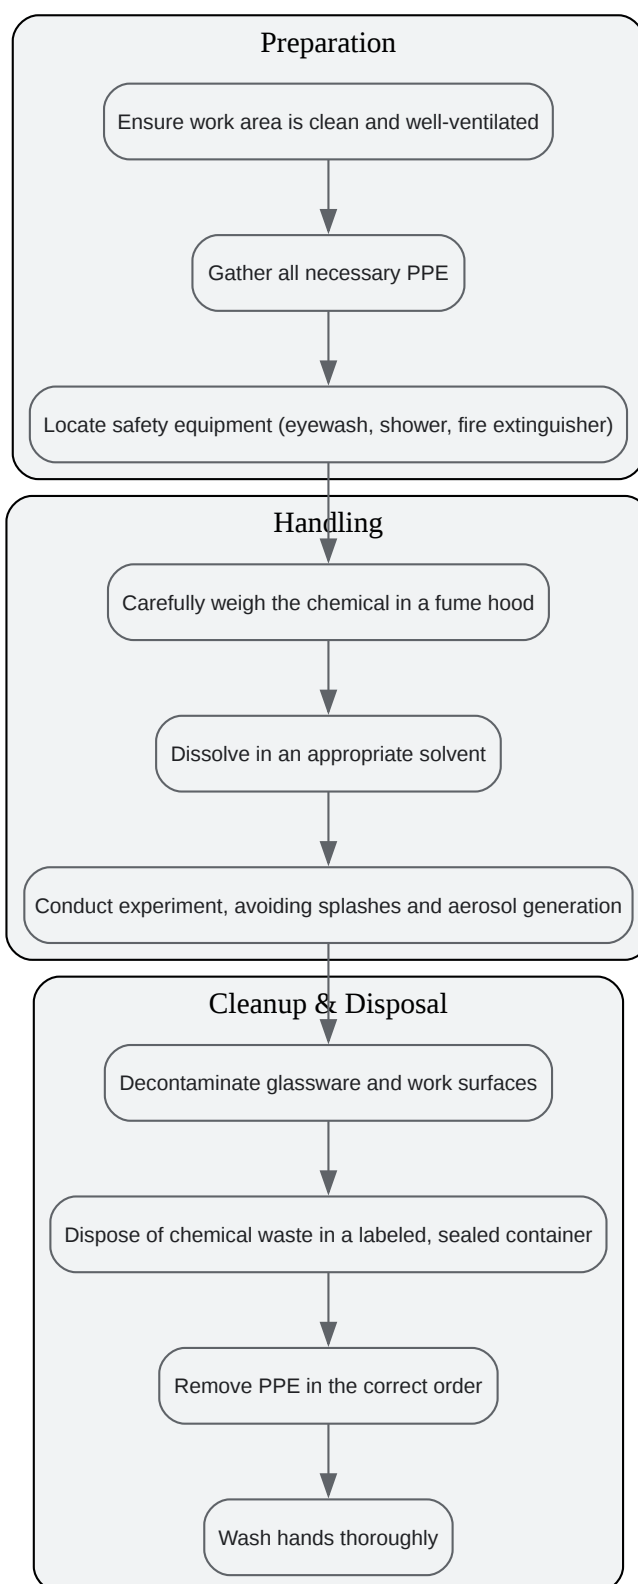 Preparation
Ensure work area is clean and well-ventilated
Gather all necessary PPE
Locate safety equipment (eyewash, shower, fire extinguisher)
Handling
Carefully weigh the chemical in a fume hood
Dissolve in an appropriate solvent
Conduct experiment, avoiding splashes and aerosol generation
Cleanup & Disposal
Decontaminate glassware and work surfaces
Dispose of chemical waste in a labeled, sealed container
Remove PPE in the correct order
Wash hands thoroughly